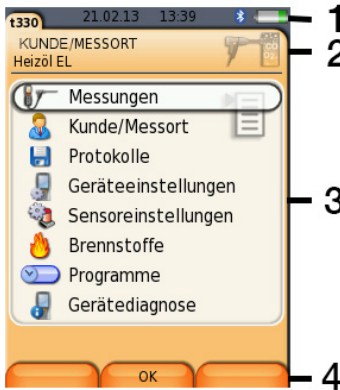 t330 21.02.13 13:39 1
KUNDE/MESSORT 2
Heizöl EL
Messungen
Kunde/Messort
Protokolle
Geräteeinstellungen
Sensoreinstellungen 3
Brennstoffe
Programme
Gerätediagnose
OK 4